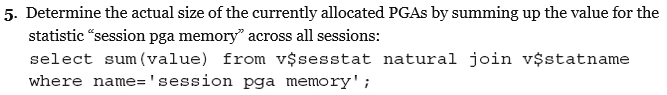 5. Determine the actual size of the currently allocated PGAs by summing up the value for the
statistic “session pga memory” across all sessions:
select sum(value) from v$sesstat natural join v$statname
where name='session pga memory';